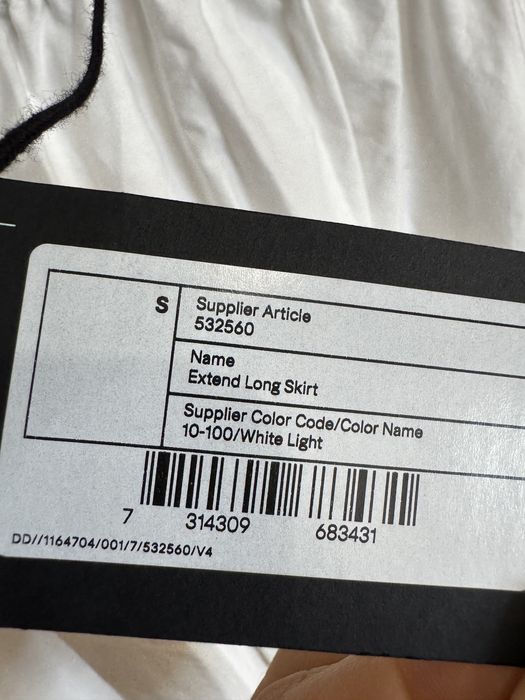 S
Supplier Article
532560
Name
Extend Long Skirt
Supplier Color Code/Color Name
10-100/White Light
7 314309 683431
DD//1164704/001/7/532560/V4